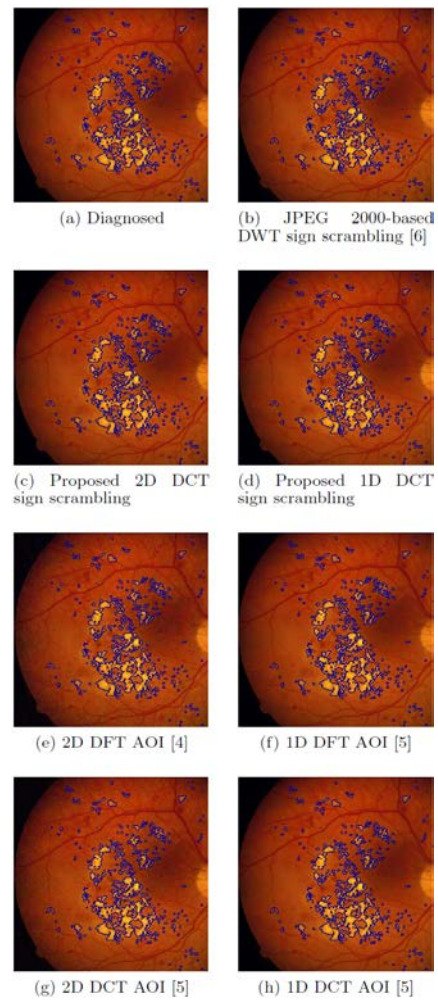 (a) Diagnosed
(b) JPEG 2000-based
DWT sign scrambling [6]
(c) Proposed 2D DCT
sign scrambling
(d) Proposed 1D DCT
sign scrambling
(e) 2D DFT AOI [4]
(f) 1D DFT AOI [5]
(g) 2D DCT AOI [5]
(h) 1D DCT AOI [5]